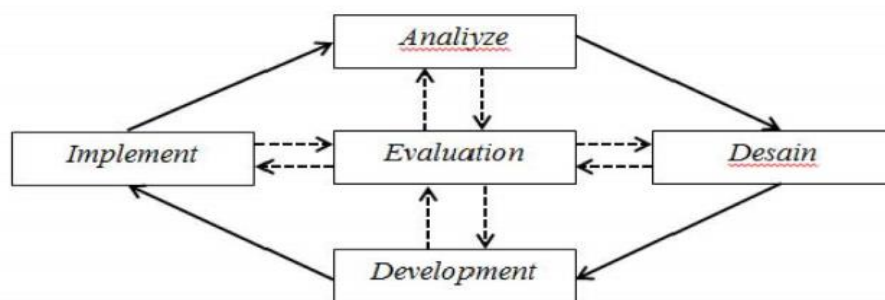 Analiyze
Implement
Evaluation
Desain
Development